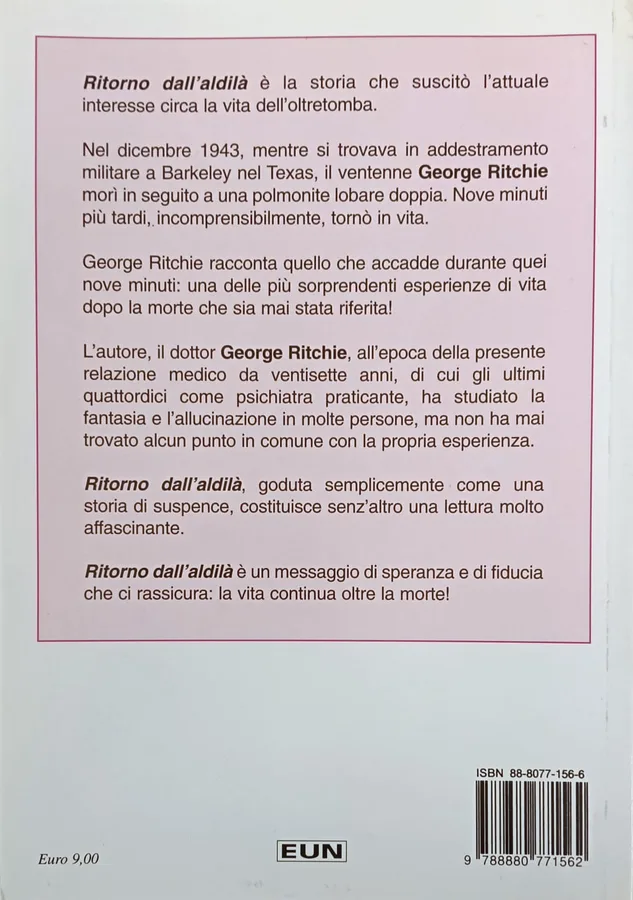 Ritorno dall'aldilà è la storia che suscitò l'attuale
interesse circa la vita dell'oltretomba.
Nel dicembre 1943, mentre si trovava in addestramento
militare a Barkeley nel Texas, il ventenne George Ritchie
morì in seguito a una polmonite lobare doppia. Nove minuti
più tardi, incomprensibilmente, tornò in vita.
George Ritchie racconta quello che accadde durante quei
nove minuti: una delle più sorprendenti esperienze di vita
dopo la morte che sia mai stata riferita!
L'autore, il dottor George Ritchie, all'epoca della presente
relazione medico da ventisette anni, di cui gli ultimi
quattordici come psichiatra praticante, ha studiato la
fantasia e l'allucinazione in molte persone, ma non ha mai
trovato alcun punto in comune con la propria esperienza.
Ritorno dall'aldilà, goduta semplicemente come una
storia di suspence, costituisce senz'altro una lettura molto
affascinante.
Ritorno dall'aldilà è un messaggio di speranza e di fiducia
che ci rassicura: la vita continua oltre la morte!
ISBN 88-8077-156-6
9 788880 771562
EUN
Euro 9,00